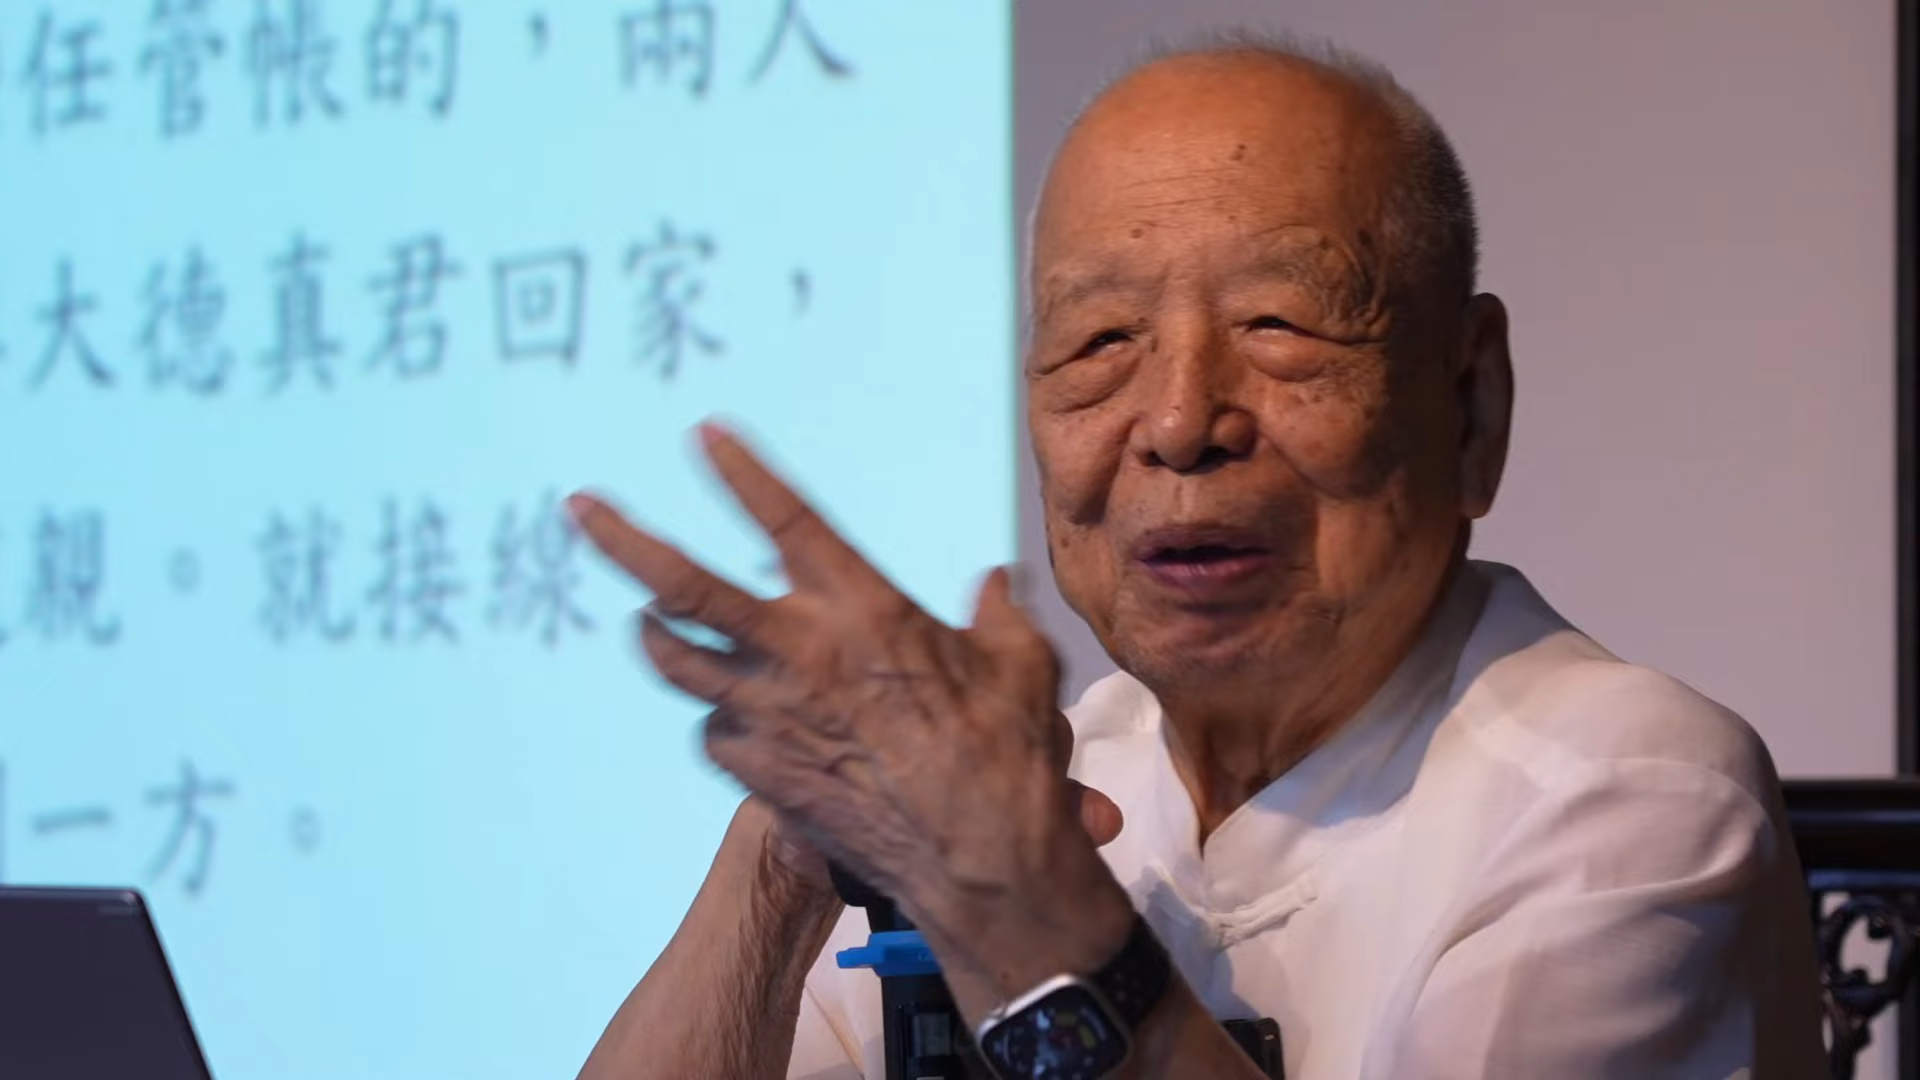 任管帳的，兩人
大德真君回家，
親。就接線
一方。